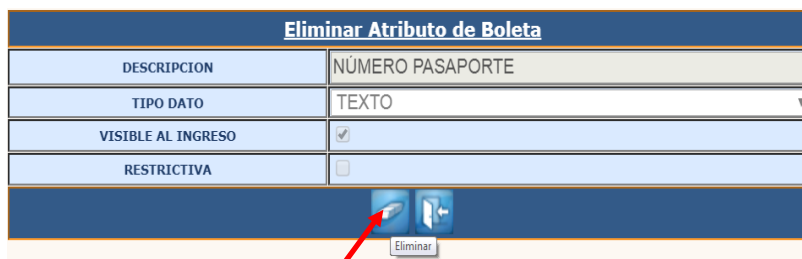 Eliminar Atributo de Boleta
DESCRIPCION NÚMERO PASAPORTE
TIPO DATO TEXTO
VISIBLE AL INGRESO
RESTRICTIVA
Eliminar